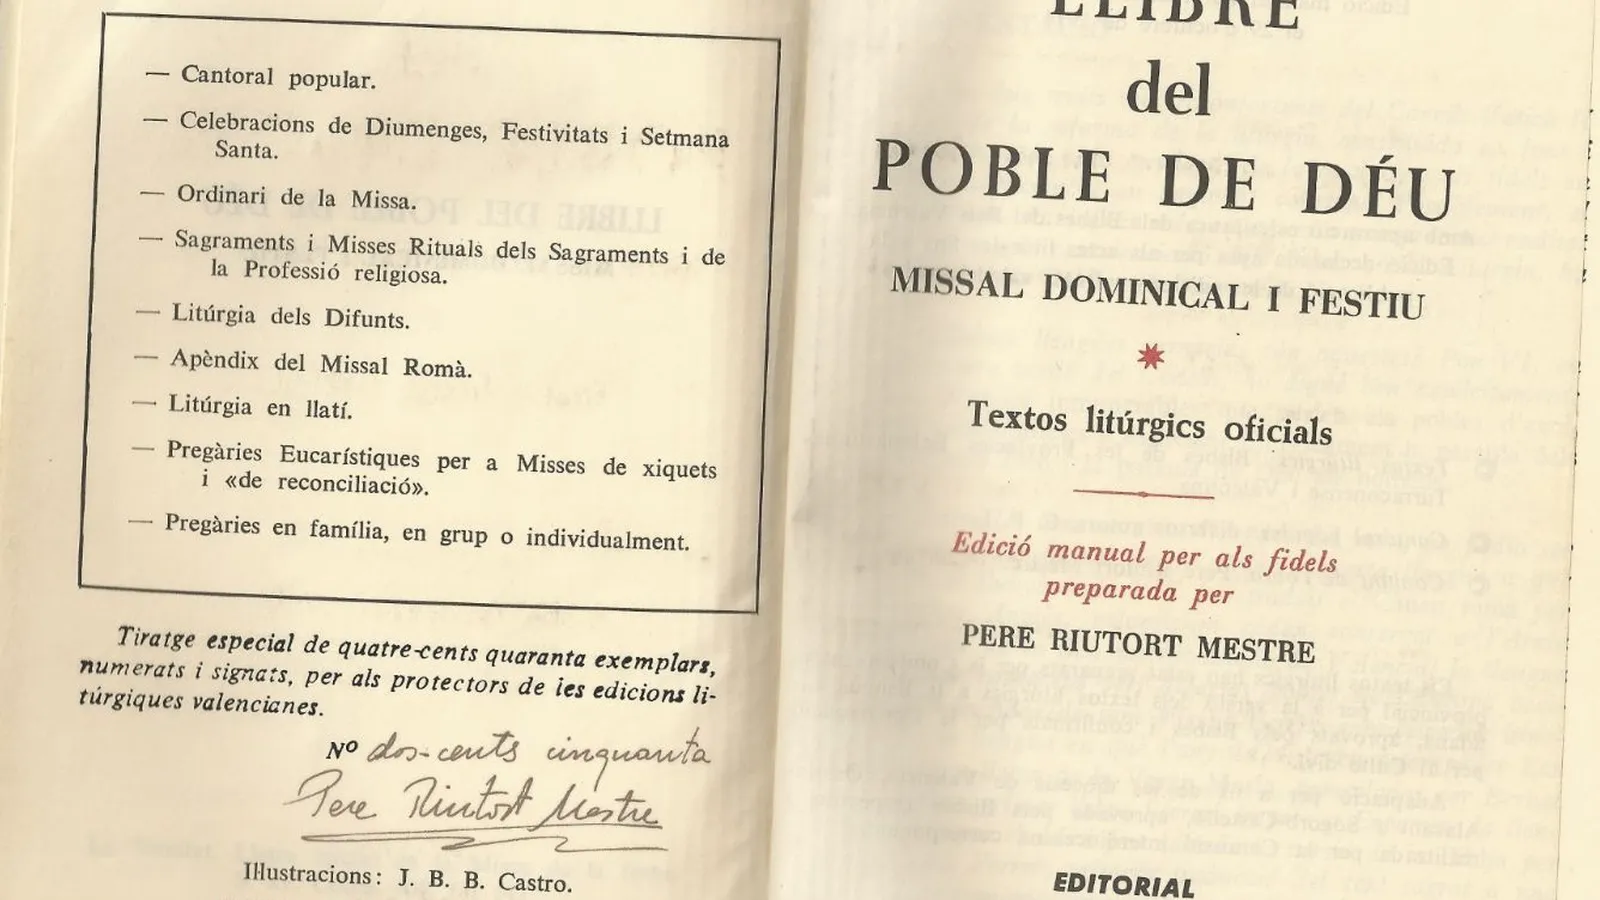 — Cantoral popular.
— Celebracions de Diumenges, Festivitats i Setmana
Santa.
— Ordinari de la Missa.
— Sagraments i Misses Rituals dels Sagraments i de
la Professió religiosa.
— Litúrgia dels Difunts.
— Apèndix del Missal Romà.
— Litúrgia en llatí.
— Pregàries Eucarístiques per a Misses de xiquets
i «de reconciliació».
— Pregàries en família, en grup o individualment.
Tiratge especial de quatre-cents quaranta exemplars,
numerats i signats, per als protectors de les edicions li-
túrgiques valencianes.
Nº dos-cents cinquanta
Pere Riutort Mestre
Il·lustracions: J. B. B. Castro.
LLIBRE
del
POBLE DE DÉU
MISSAL DOMINICAL I FESTIU
Textos litúrgics oficials
Edició manual per als fidels
preparada per
PERE RIUTORT MESTRE
EDITORIAL